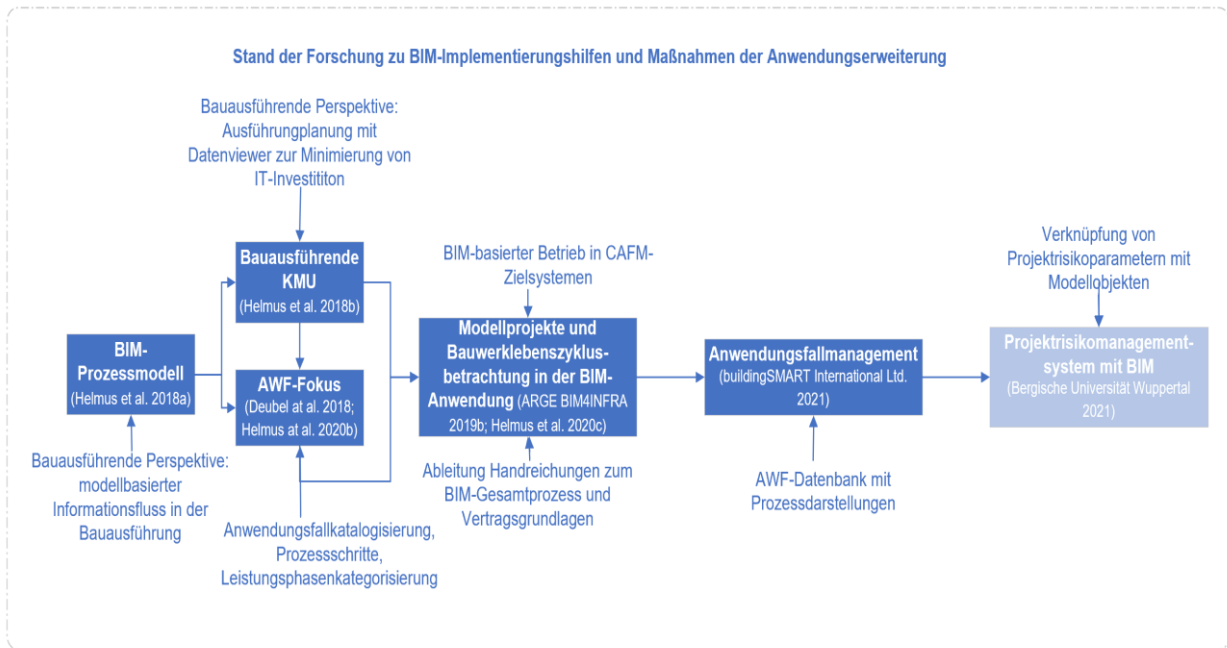 Stand der Forschung zu BIM-Implementierungshilfen und Maßnahmen der Anwendungserweiterung
Bauausführende Perspektive:
Ausführungplanung mit
Datenviewer zur Minimierung von
IT-Investititon
Bauausführende
KMU
(Helmus et al. 2018b)
BIM-
Prozessmodell
(Helmus et al. 2018a)
AWF-Fokus
(Deubel at al. 2018;
Helmus at al. 2020b)
Bauausführende Perspektive:
modellbasierter
Informationsfluss in der
Bauausführung
Anwendungsfallkatalogisierung,
Prozessschritte,
Leistungsphasenkategorisierung
BIM-basierter Betrieb in CAFM-
Zielsystemen
Modellprojekte und
Bauwerklebenszyklus-
betrachtung in der BIM-
Anwendung (ARGE BIM4INFRA
2019b; Helmus et al. 2020c)
Ableitung Handreichungen zum
BIM-Gesamtprozess und
Vertragsgrundlagen
Anwendungsfallmanagement
(buildingSMART International Ltd.
2021)
AWF-Datenbank mit
Prozessdarstellungen
Verknüpfung von
Projektrisikoparametern mit
Modellobjekten
Projektrisikomanagement-
system mit BIM
(Bergische Universität Wuppertal
2021)